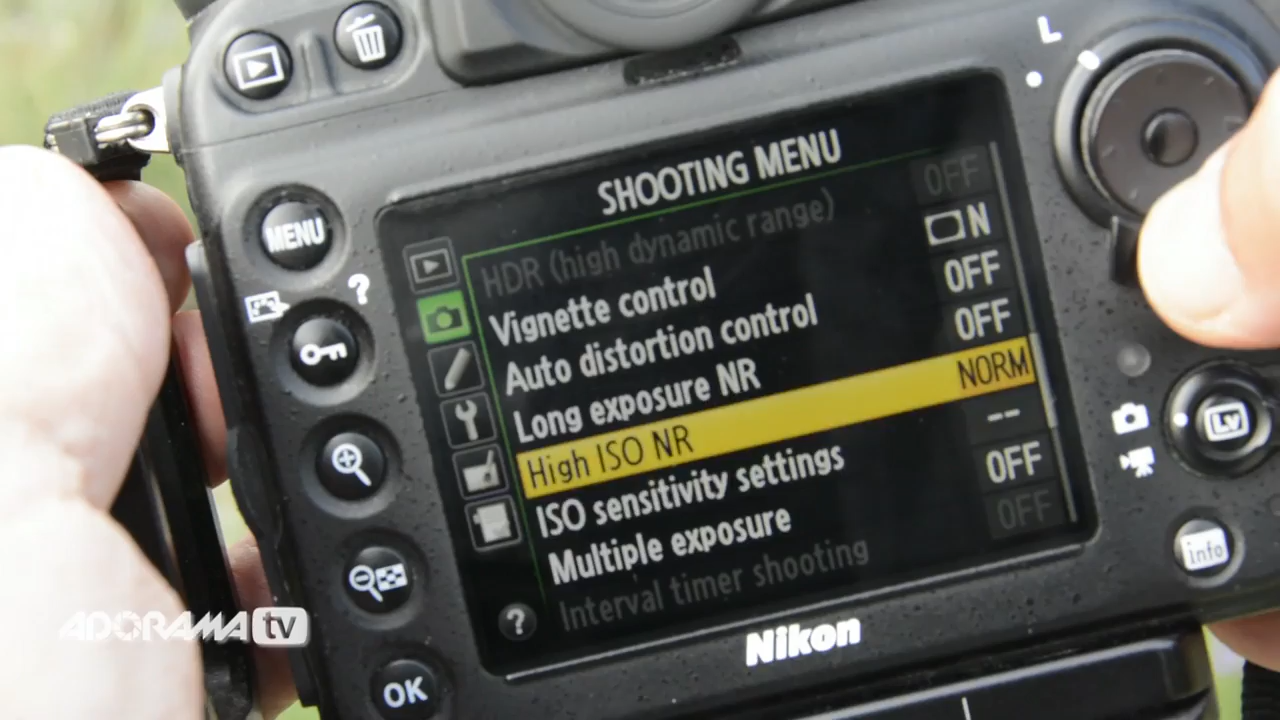 L
SHOOTING MENU
HDR (high dynamic range) OFF
Vignette control N
Auto distortion control OFF
Long exposure NR OFF
High ISO NR NORM
ISO sensitivity settings --
Multiple exposure OFF
Interval timer shooting OFF
?
MENU
?
OK
Lv
info
Nikon
ADORAMA tv